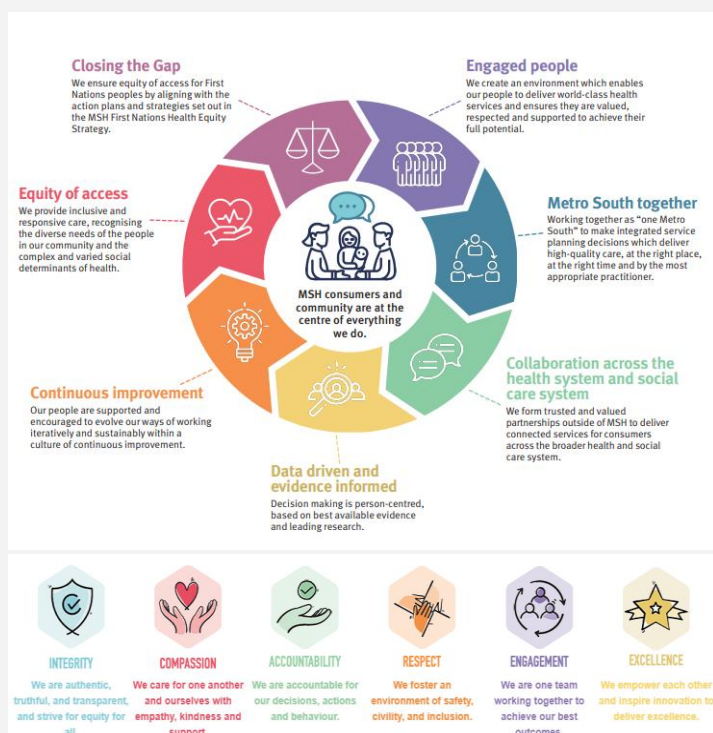 Closing the Gap
We ensure equity of access for First
Nations peoples by aligning with the
action plans and strategies set out in
the MSH First Nations Health Equity
Strategy.
Engaged people
We create an environment which enables
our people to deliver world-class health
services and ensures they are valued,
respected and supported to achieve their
full potential.
Equity of access
We provide inclusive and
responsive care, recognising
the diverse needs of the people
in our community and the
complex and varied social
determinants of health.
Metro South together
Working together as “one Metro
South” to make integrated service
planning decisions which deliver
high-quality care, at the right place,
at the right time and by the most
appropriate practitioner.
MSH consumers and
community are at the
centre of everything
we do.
Collaboration across the
health system and social
care system
We form trusted and valued
partnerships outside of MSH to deliver
connected services for consumers
across the broader health and social
care system.
Continuous improvement
Our people are supported and
encouraged to evolve our ways of working
iteratively and sustainably within a
culture of continuous improvement.
Data driven and
evidence informed
Decision making is person-centred,
based on best available evidence
and leading research.
INTEGRITY
We are authentic,
truthful, and transparent,
and strive for equity for
all.
COMPASSION
We care for one another
and ourselves with
empathy, kindness and
support.
ACCOUNTABILITY
We are accountable for
our decisions, actions
and behaviour.
RESPECT
We foster an
environment of safety,
civility, and inclusion.
ENGAGEMENT
We are one team
working together to
achieve our best
outcomes.
EXCELLENCE
We empower each other
and inspire innovation to
deliver excellence.